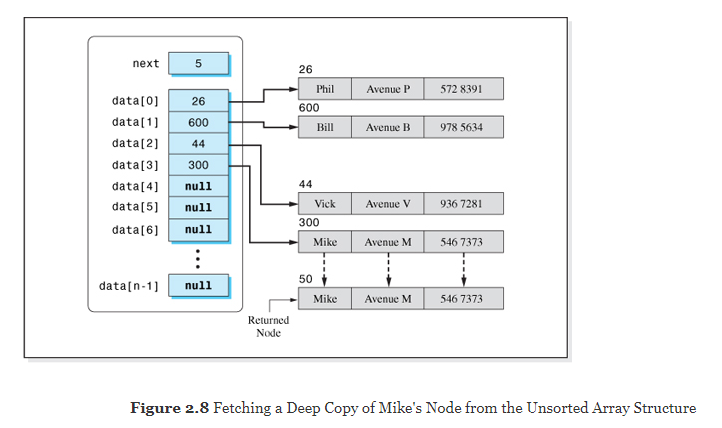 next 5
data[0] 26
data[1] 600
data[2] 44
data[3] 300
data[4] null
data[5] null
data[6] null
data[n-1] null
26
Phil Avenue P 572 8391
600
Bill Avenue B 978 5634
44
Vick Avenue V 936 7281
300
Mike Avenue M 546 7373
50
Mike Avenue M 546 7373
Returned
Node
Figure 2.8 Fetching a Deep Copy of Mike's Node from the Unsorted Array Structure